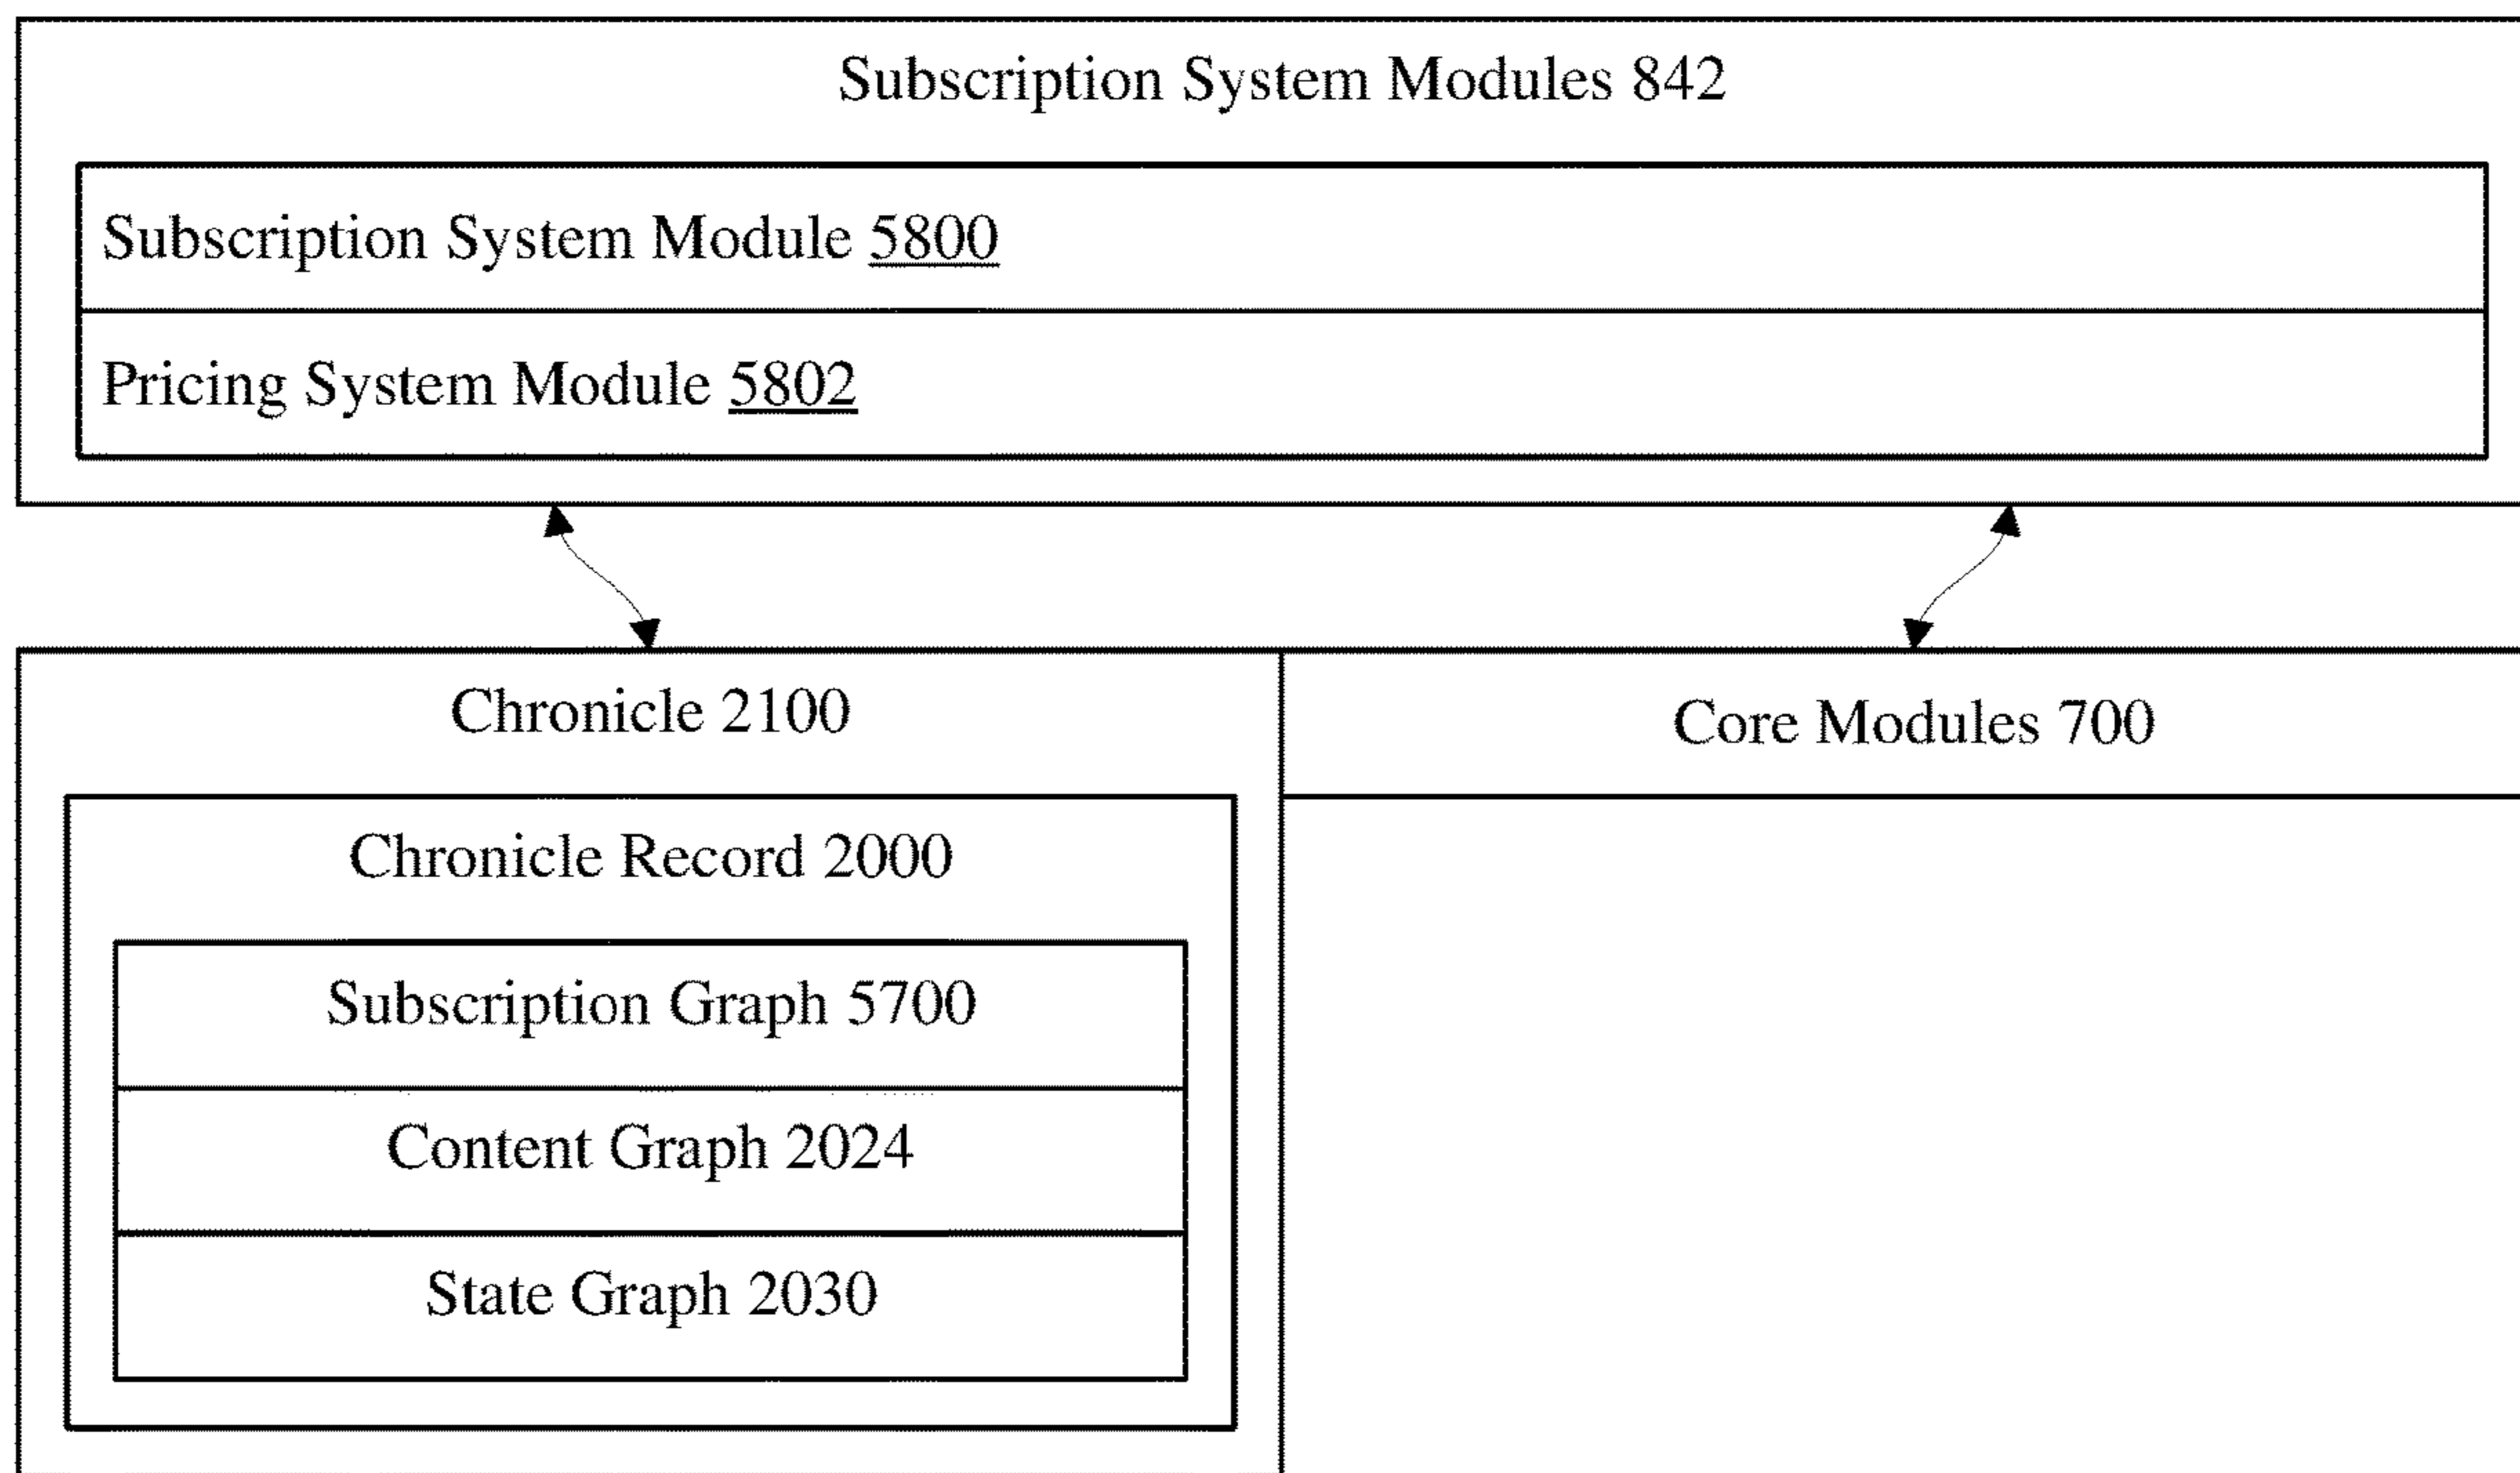 Subscription System Modules 842
Subscription System Module 5800
Pricing System Module 5802
Chronicle 2100
Core Modules 700
Chronicle Record 2000
Subscription Graph 5700
Content Graph 2024
State Graph 2030